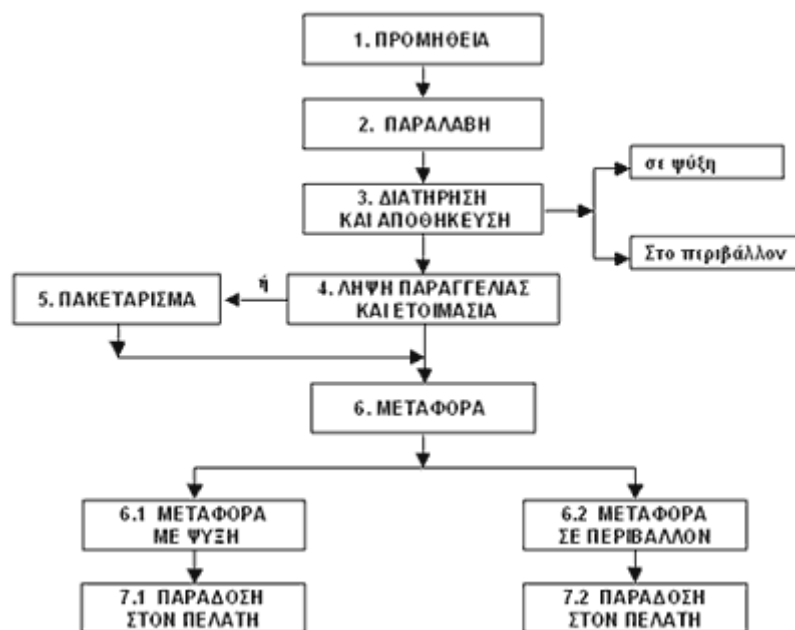 1. ΠΡΟΜΗΘΕΙΑ
2. ΠΑΡΑΛΑΒΗ
3. ΔΙΑΤΗΡΗΣΗ
ΚΑΙ ΑΠΟΘΗΚΕΥΣΗ
σε ψύξη
Στο περιβάλλον
4. ΛΗΨΗ ΠΑΡΑΓΓΕΛΙΑΣ
ΚΑΙ ΕΤΟΙΜΑΣΙΑ
ή
5. ΠΑΚΕΤΑΡΙΣΜΑ
6. ΜΕΤΑΦΟΡΑ
6.1 ΜΕΤΑΦΟΡΑ
ΜΕ ΨΥΞΗ
6.2 ΜΕΤΑΦΟΡΑ
ΣΕ ΠΕΡΙΒΑΛΛΟΝ
7.1 ΠΑΡΑΔΟΣΗ
ΣΤΟΝ ΠΕΛΑΤΗ
7.2 ΠΑΡΑΔΟΣΗ
ΣΤΟΝ ΠΕΛΑΤΗ